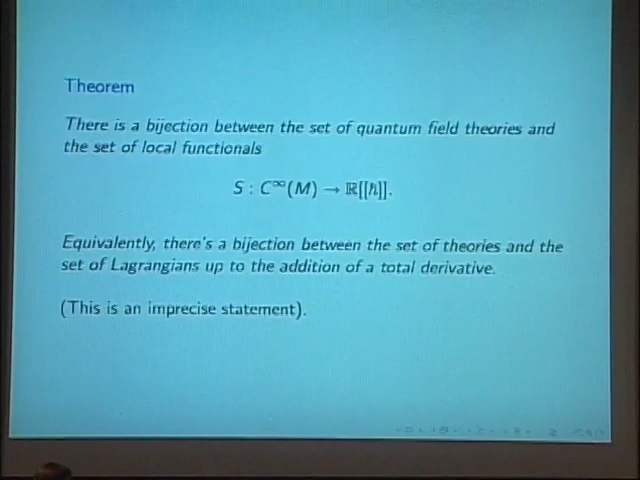 Theorem
There is a bijection between the set of quantum field theories and
the set of local functionals
S : C^∞(M) → ℝ[[ℏ]].
Equivalently, there's a bijection between the set of theories and the
set of Lagrangians up to the addition of a total derivative.
(This is an imprecise statement).